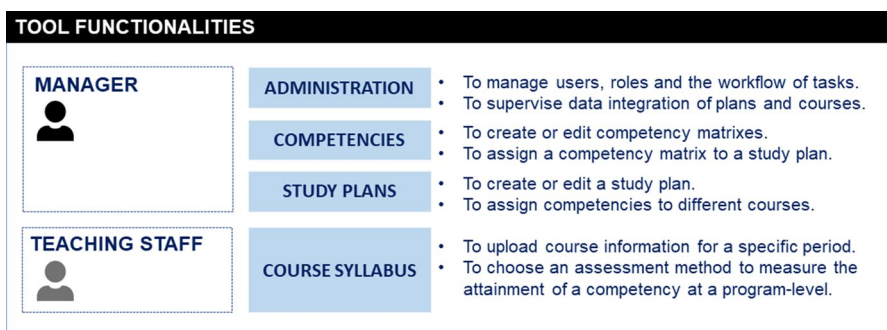 TOOL FUNCTIONALITIES
MANAGER
ADMINISTRATION
• To manage users, roles and the workflow of tasks.
• To supervise data integration of plans and courses.
COMPETENCIES
• To create or edit competency matrixes.
• To assign a competency matrix to a study plan.
STUDY PLANS
• To create or edit a study plan.
• To assign competencies to different courses.
TEACHING STAFF
COURSE SYLLABUS
• To upload course information for a specific period.
• To choose an assessment method to measure the
attainment of a competency at a program-level.